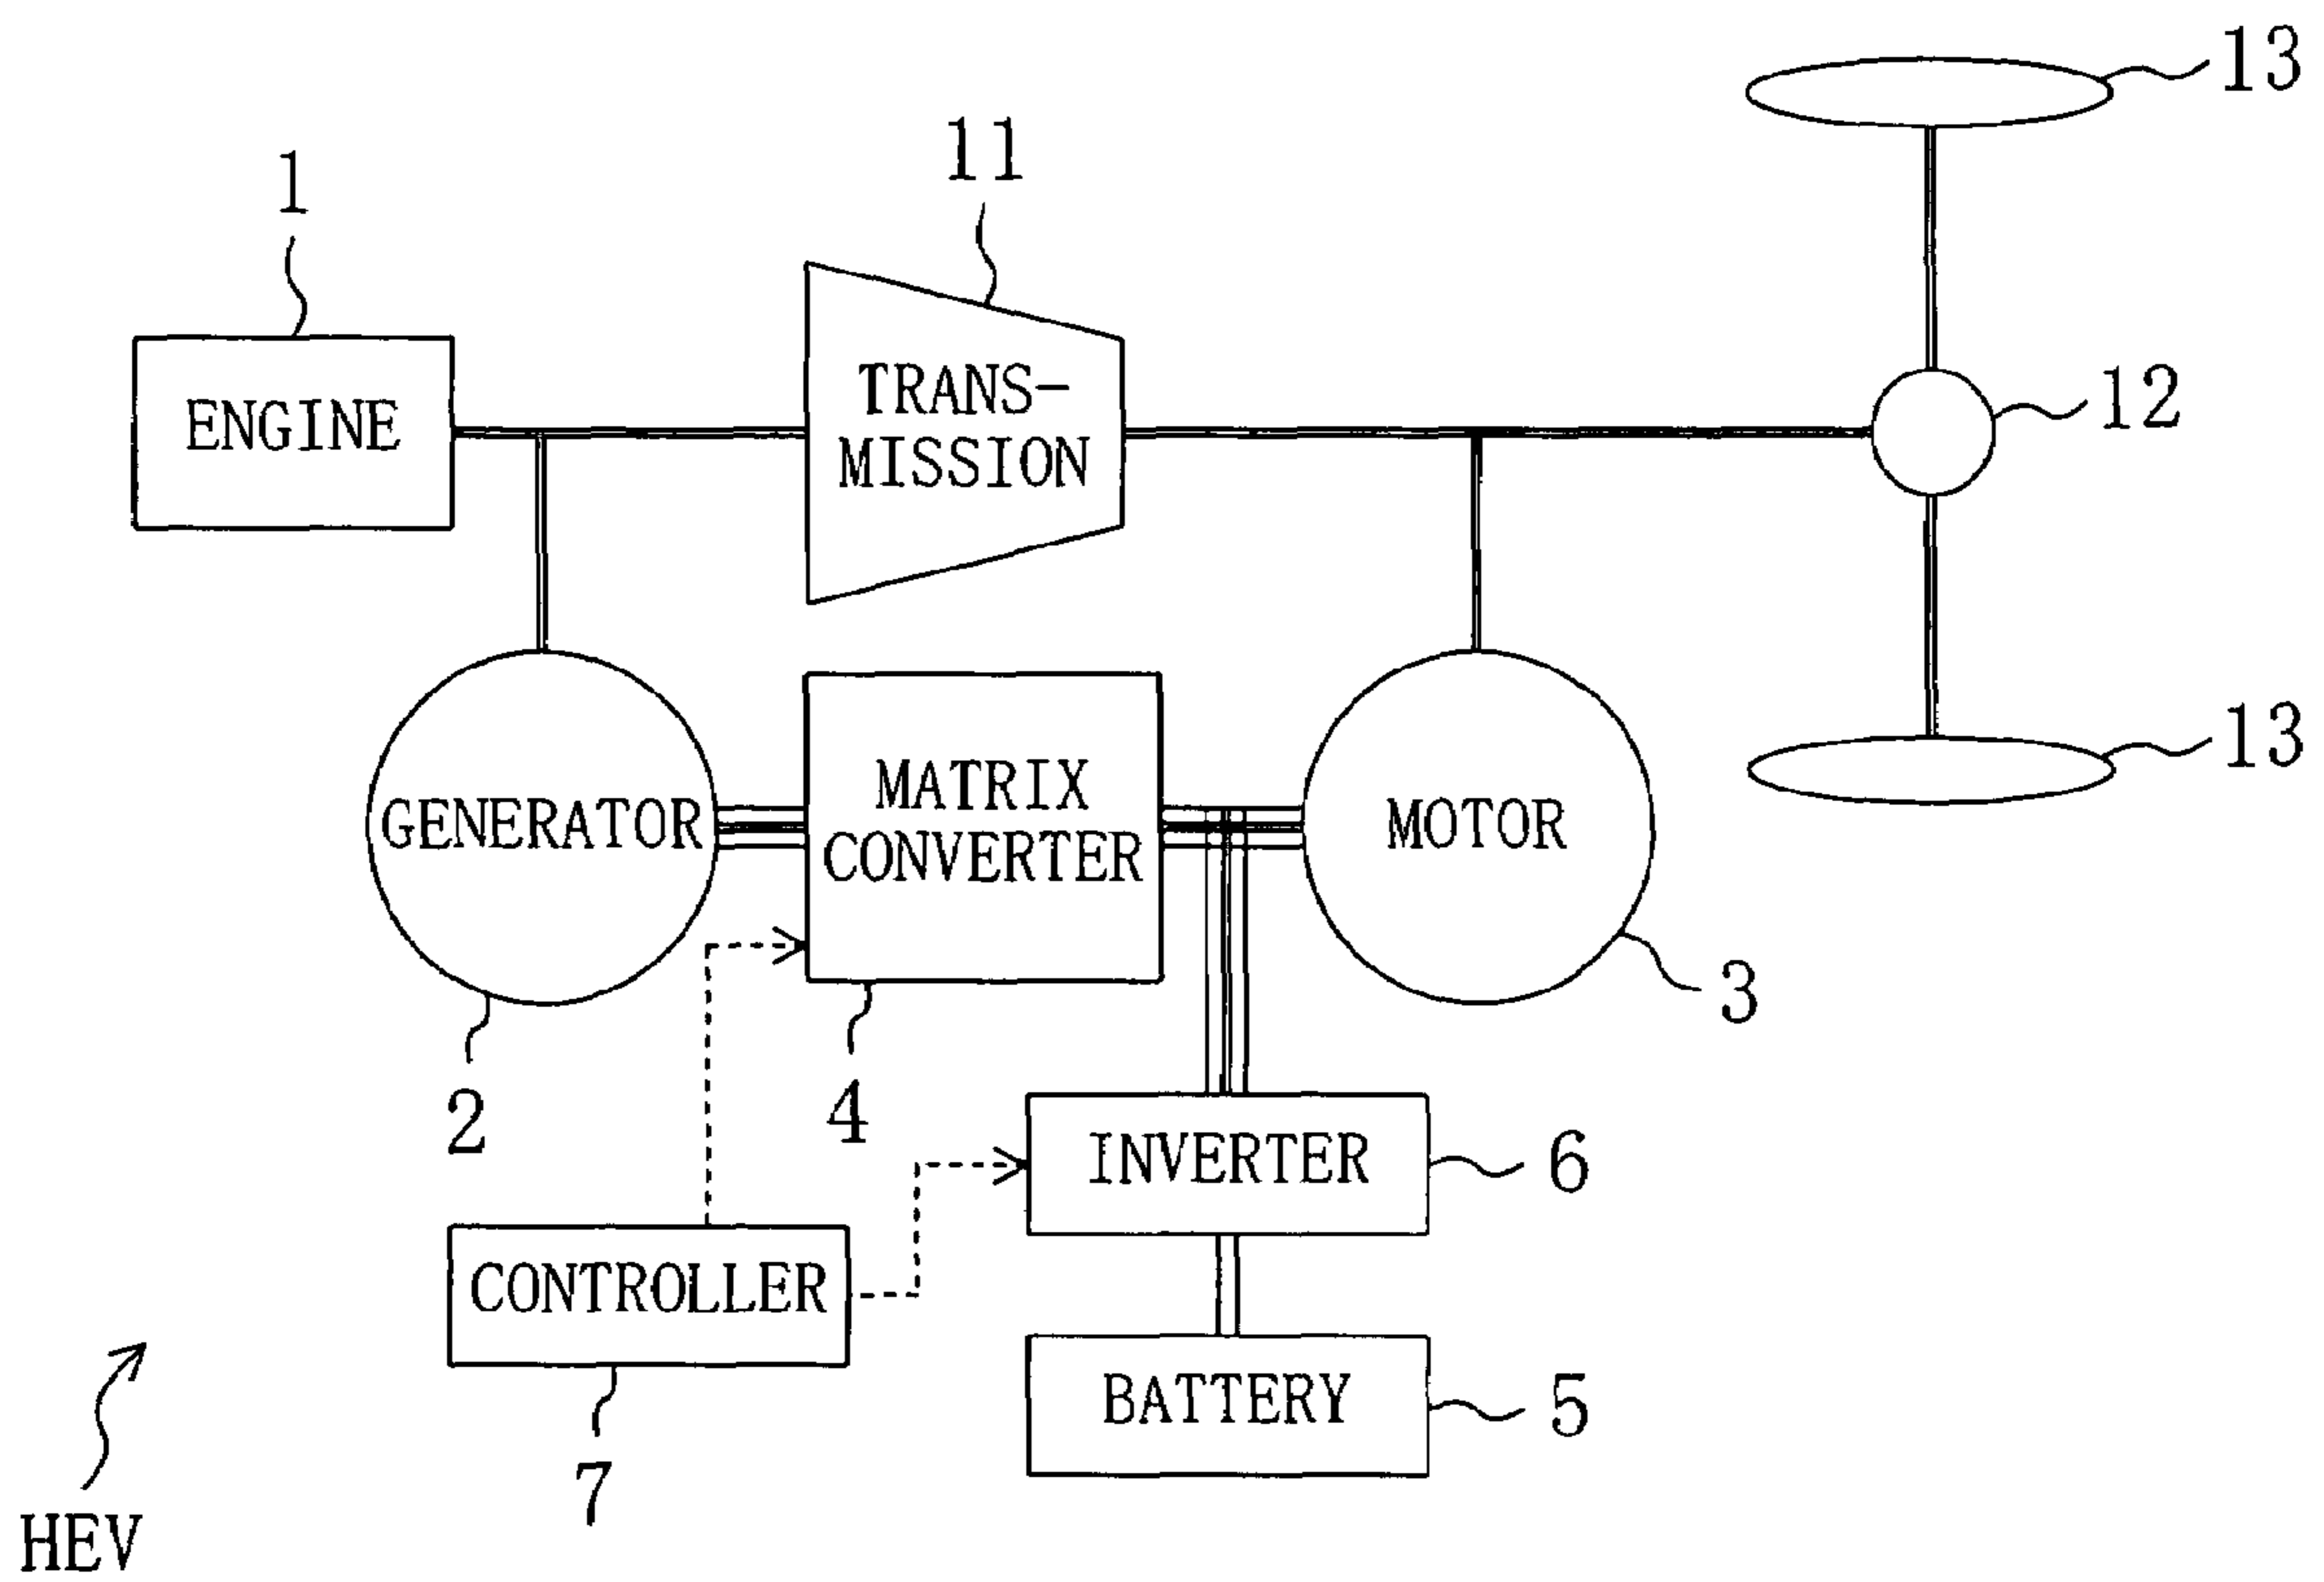 13
11
1
TRANS-
MISSION
ENGINE
12
13
MATRIX
CONVERTER
GENERATOR
MOTOR
3
2
4
INVERTER
6
CONTROLLER
BATTERY
5
7
HEV